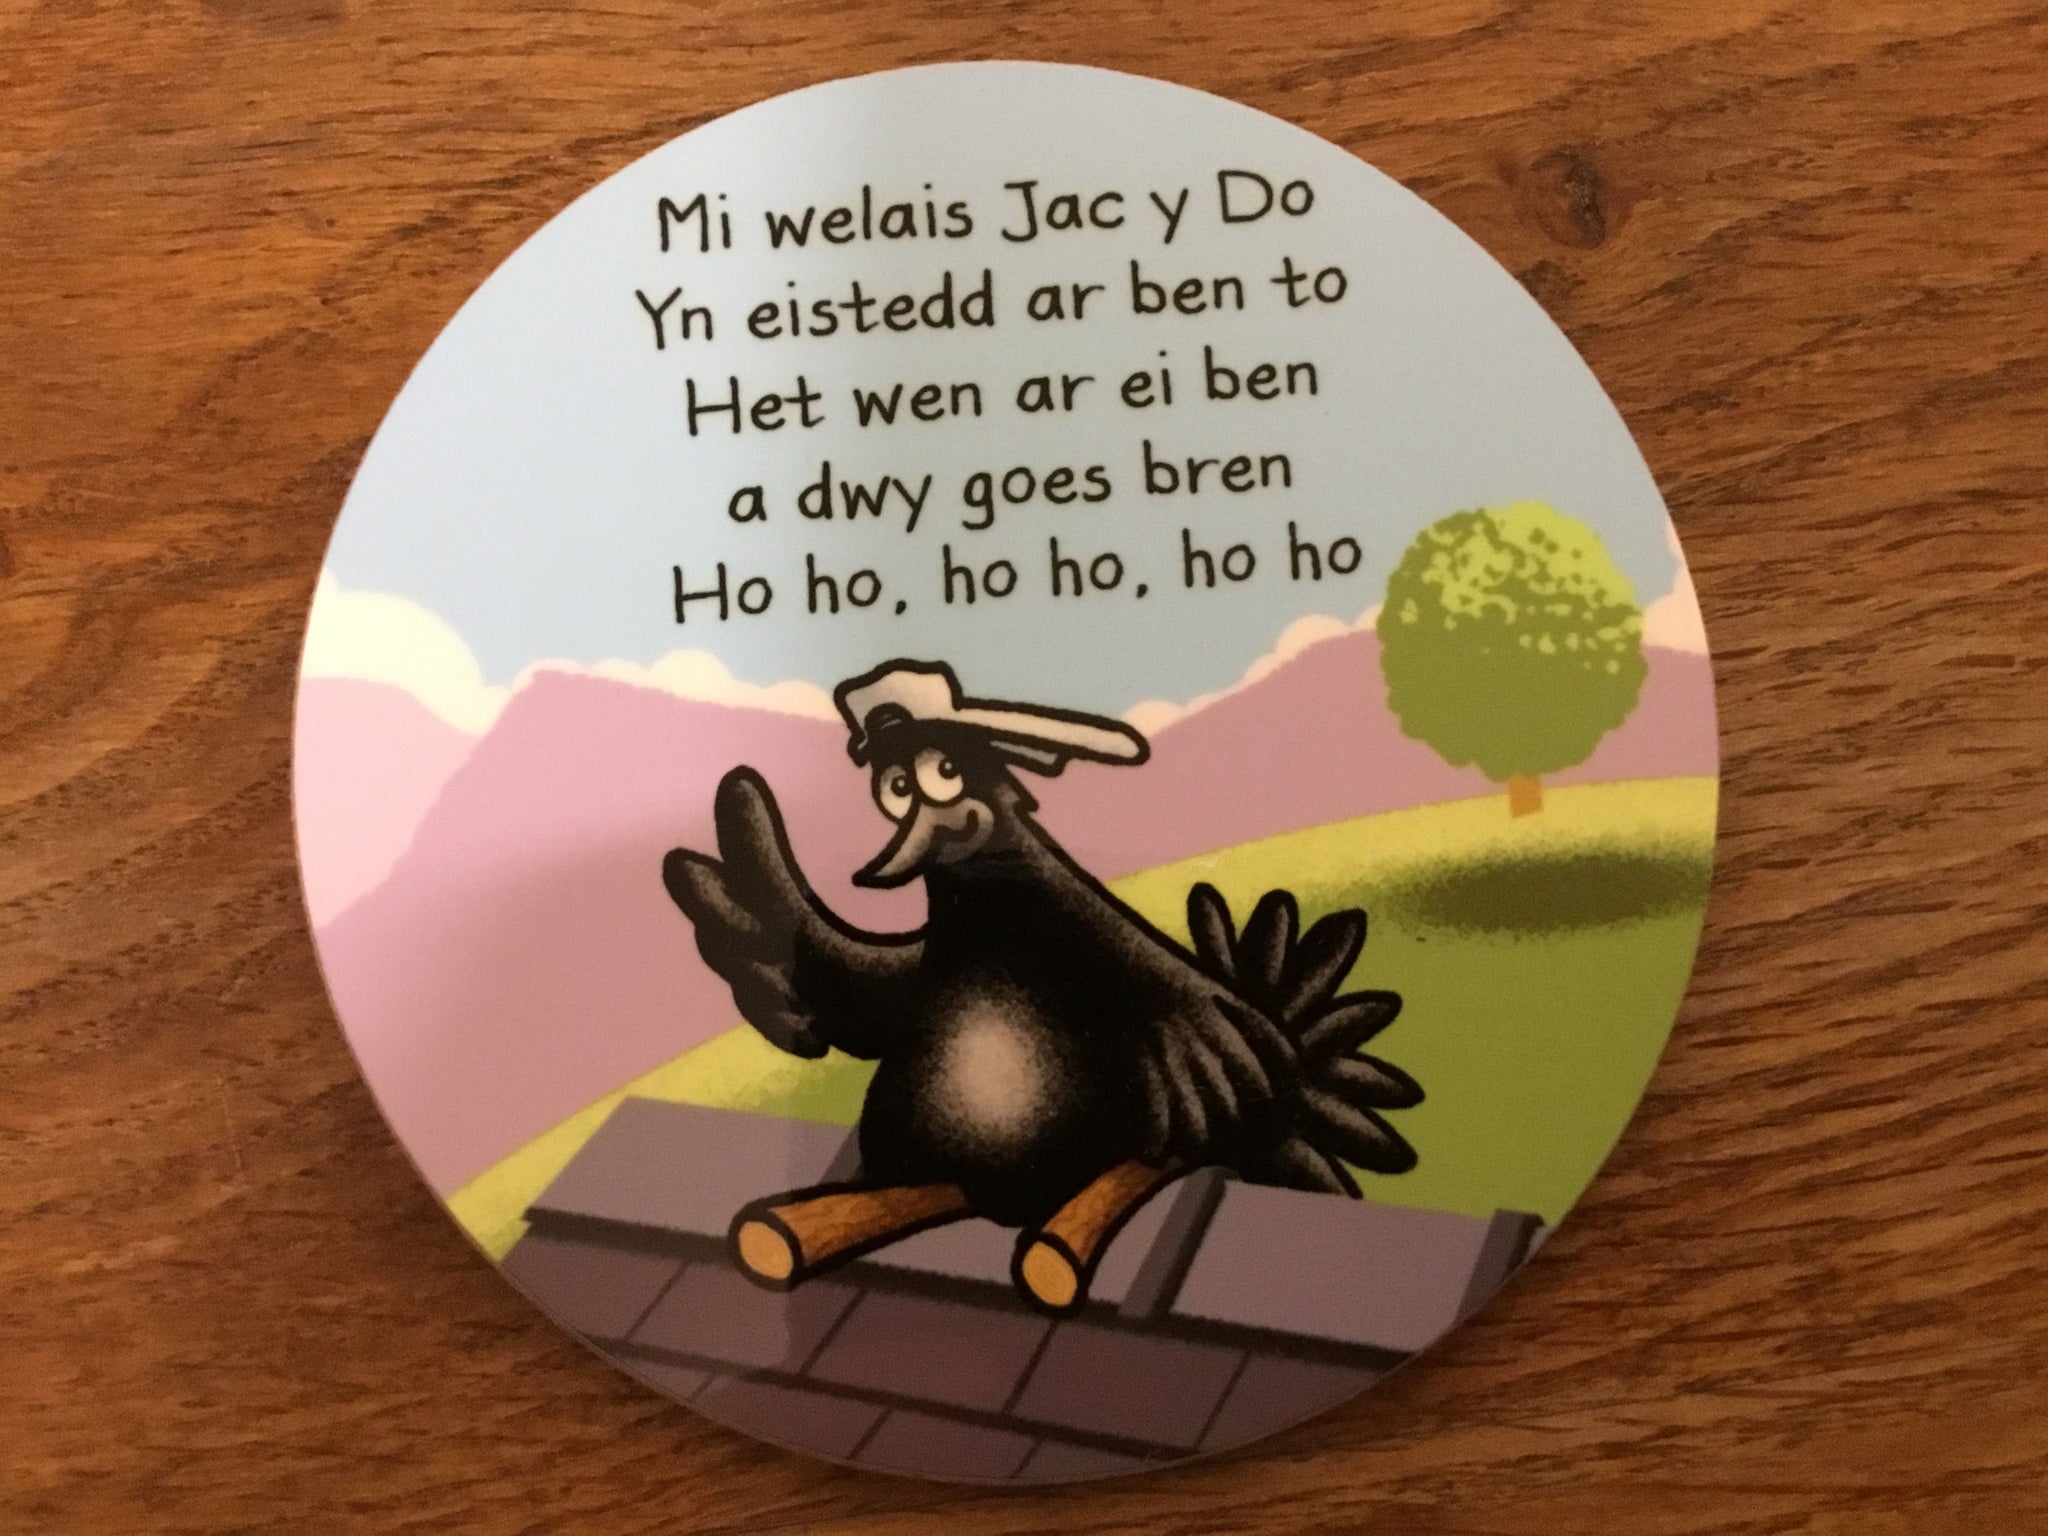 Mi welais Jac y Do
Yn eistedd ar ben to
Het wen ar ei ben
a dwy goes bren
Ho ho, ho ho, ho ho